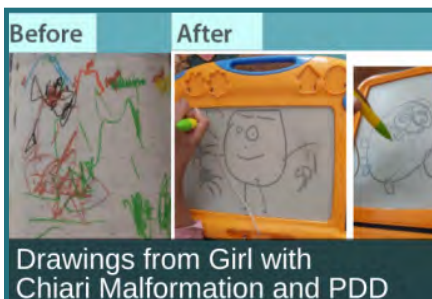 Before After
Drawings from Girl with
Chiari Malformation and PDD